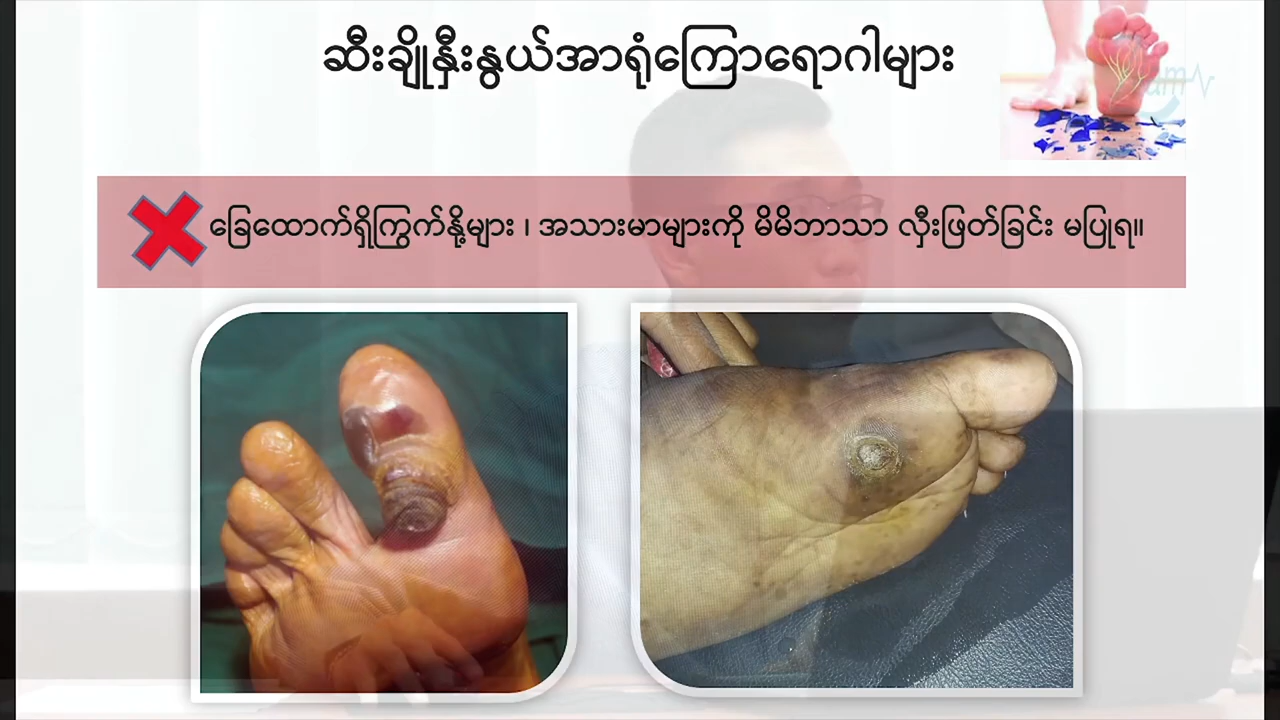 ဆီးချိုနှီးနွယ်အာရုံကြောရောဂါများ
ခြေထောက်ရှိကြွက်နို့များ ၊ အသားမာများကို မိမိဘာသာ လှီးဖြတ်ခြင်း မပြုရ။